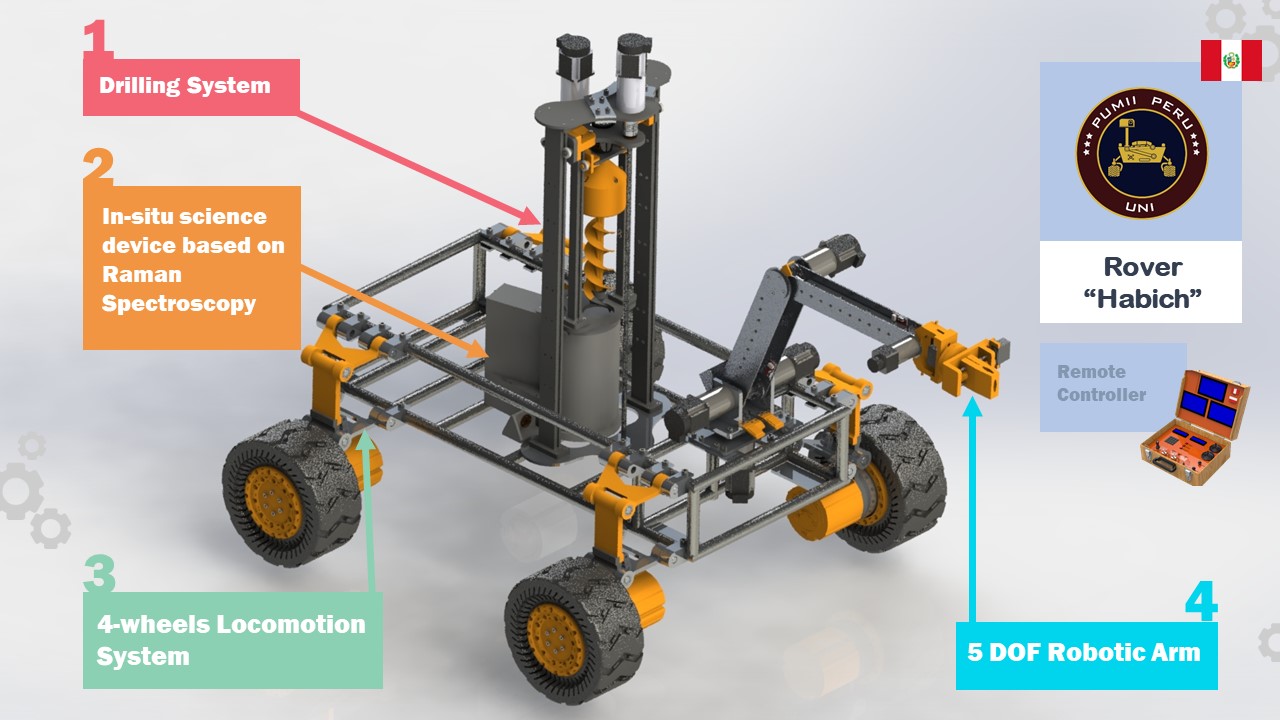 1
Drilling System
2
In-situ science
device based on
Raman
Spectroscopy
3
4-wheels Locomotion
System
4
5 DOF Robotic Arm
PUMII PERU
UNI
Rover
“Habich”
Remote
Controller